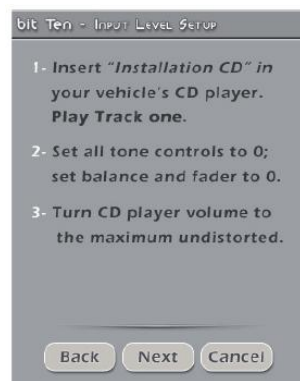 bit Ten - Input Level Setup
1- Insert "Installation CD" in
your vehicle's CD player.
Play Track one.
2- Set all tone controls to 0;
set balance and fader to 0.
3- Turn CD player volume to
the maximum undistorted.
Back Next Cancel